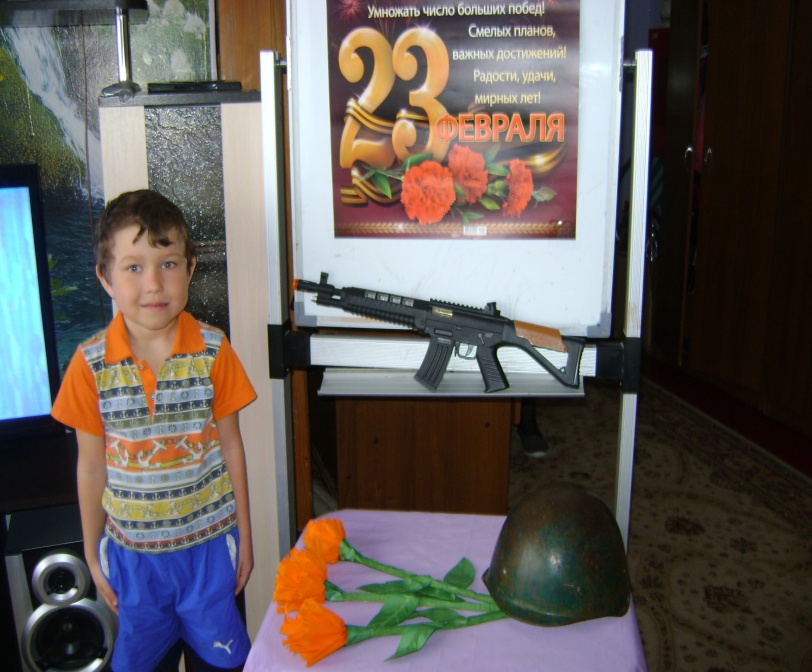 Умножать число больших побед!
Смелых планов,
важных достижений!
Радости, удачи,
мирных лет!
23
ФЕВРАЛЯ